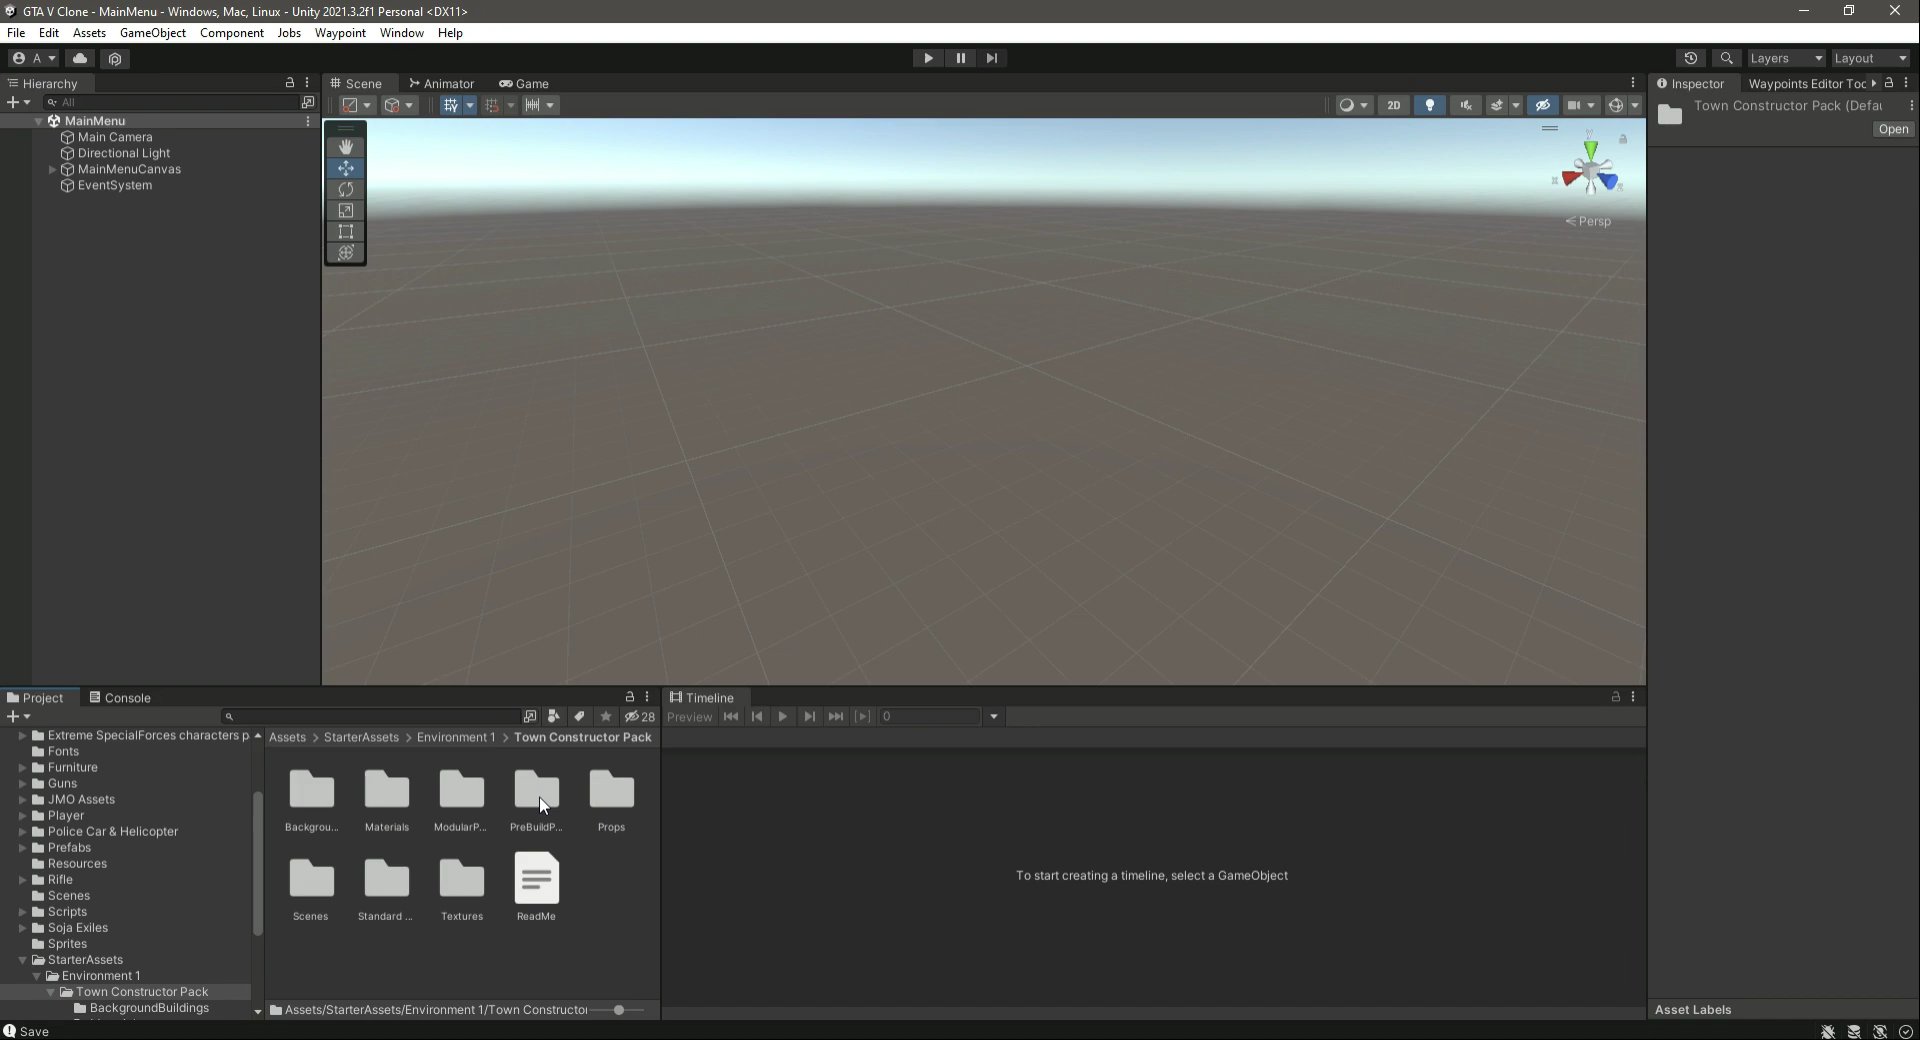 GTA V Clone - MainMenu - Windows, Mac, Linux - Unity 2021.3.2f1 Personal <DX11>
File Edit Assets GameObject Component Jobs Waypoint Window Help
A Layers Layout
Hierarchy
All
MainMenu
Main Camera
Directional Light
MainMenuCanvas
EventSystem
Scene Animator Game
2D
y
x
z
Persp
Inspector Waypoints Editor Toc
Town Constructor Pack (Defau
Open
Project Console
28
Extreme SpecialForces characters p
Fonts
Furniture
Guns
JMO Assets
Player
Police Car & Helicopter
Prefabs
Resources
Rifle
Scenes
Scripts
Soja Exiles
Sprites
StarterAssets
Environment 1
Town Constructor Pack
BackgroundBuildings
Assets > StarterAssets > Environment 1 > Town Constructor Pack
Backgrou... Materials ModularP... PreBuildP... Props
Scenes Standard ... Textures ReadMe
Assets/StarterAssets/Environment 1/Town Constructor
Timeline
Preview 0
To start creating a timeline, select a GameObject
Asset Labels
Save